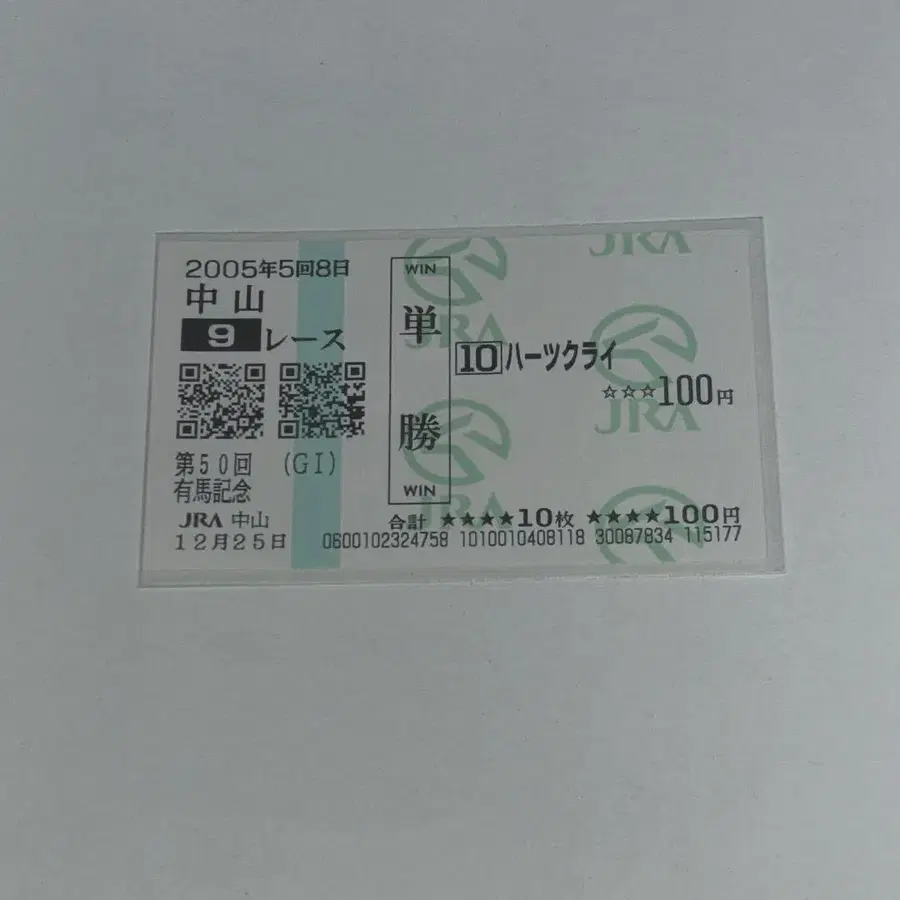 2005年5回8日
中山
9レース
第50回 (GI)
有馬記念
JRA 中山
12月25日
WIN
単勝
WIN
10 ハーツクライ
☆☆☆100円
合計 ★★★★10枚 ★★★★100円
0600102324758 1010010408118 30087834 115177
JRA
JRA
JRA
JRA